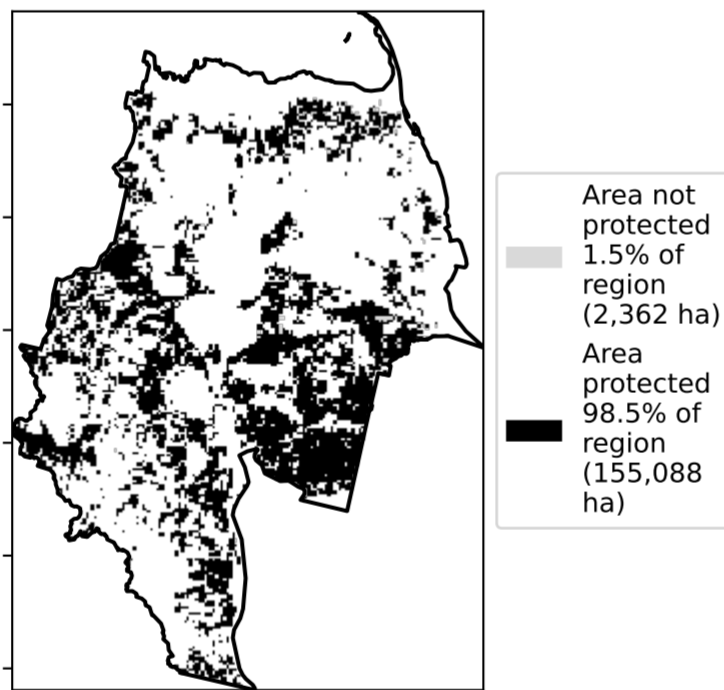 Area not
protected
1.5% of
region
(2,362 ha)
Area
protected
98.5% of
region
(155,088
ha)